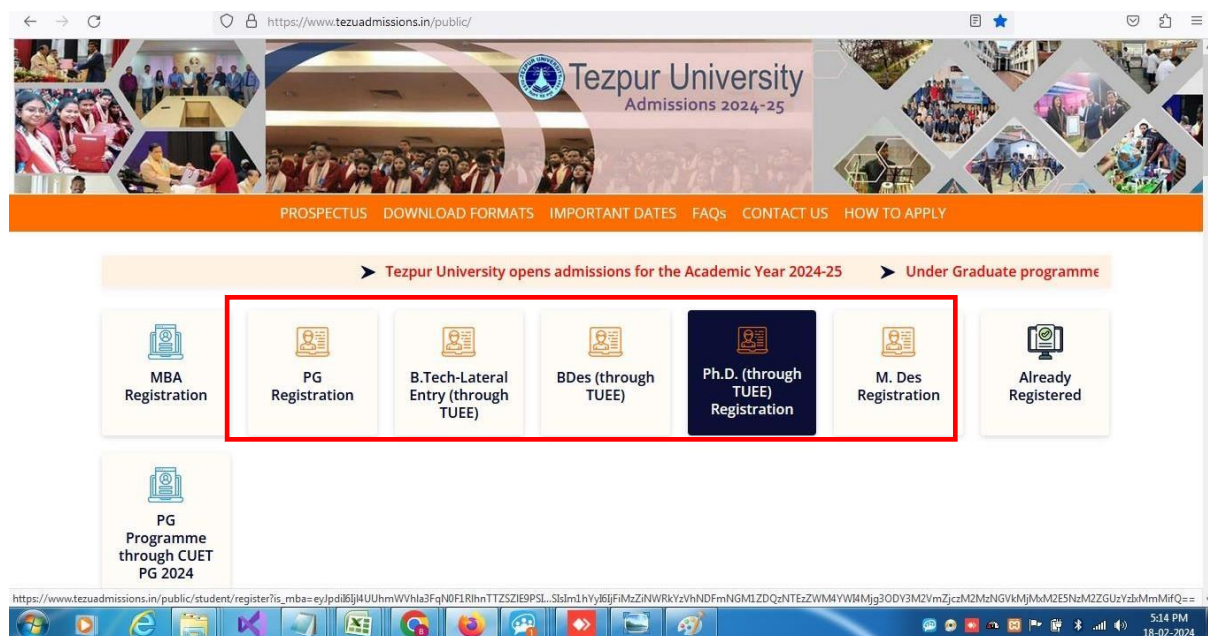 https://www.tezuadmissions.in/public/
Tezpur University
Admissions 2024-25
PROSPECTUS DOWNLOAD FORMATS IMPORTANT DATES FAQs CONTACT US HOW TO APPLY
➤ Tezpur University opens admissions for the Academic Year 2024-25 ➤ Under Graduate programme
MBA
Registration
PG
Registration
B.Tech-Lateral
Entry (through
TUEE)
BDes (through
TUEE)
Ph.D. (through
TUEE)
Registration
M. Des
Registration
Already
Registered
PG
Programme
through CUET
PG 2024
5:14 PM
18-02-2024